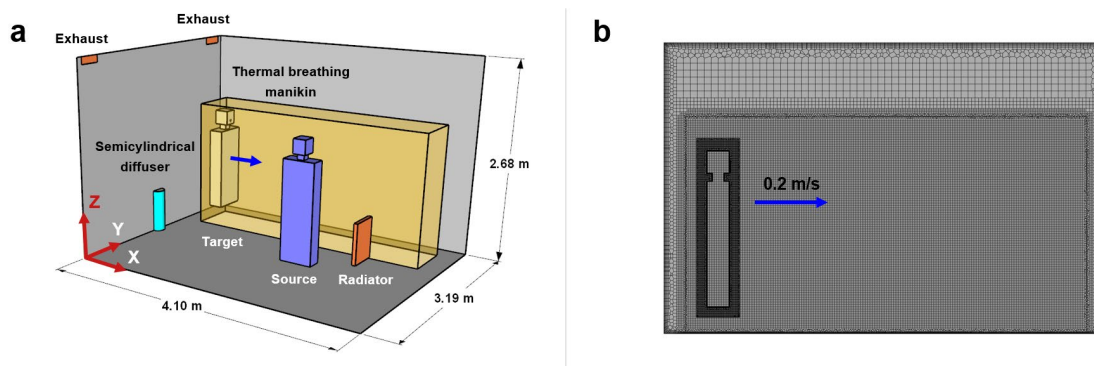 a
Exhaust
Exhaust
Thermal breathing
manikin
Semicylindrical
diffuser
2.68 m
Z
Y
X
Target
Source
Radiator
4.10 m
3.19 m
b
0.2 m/s